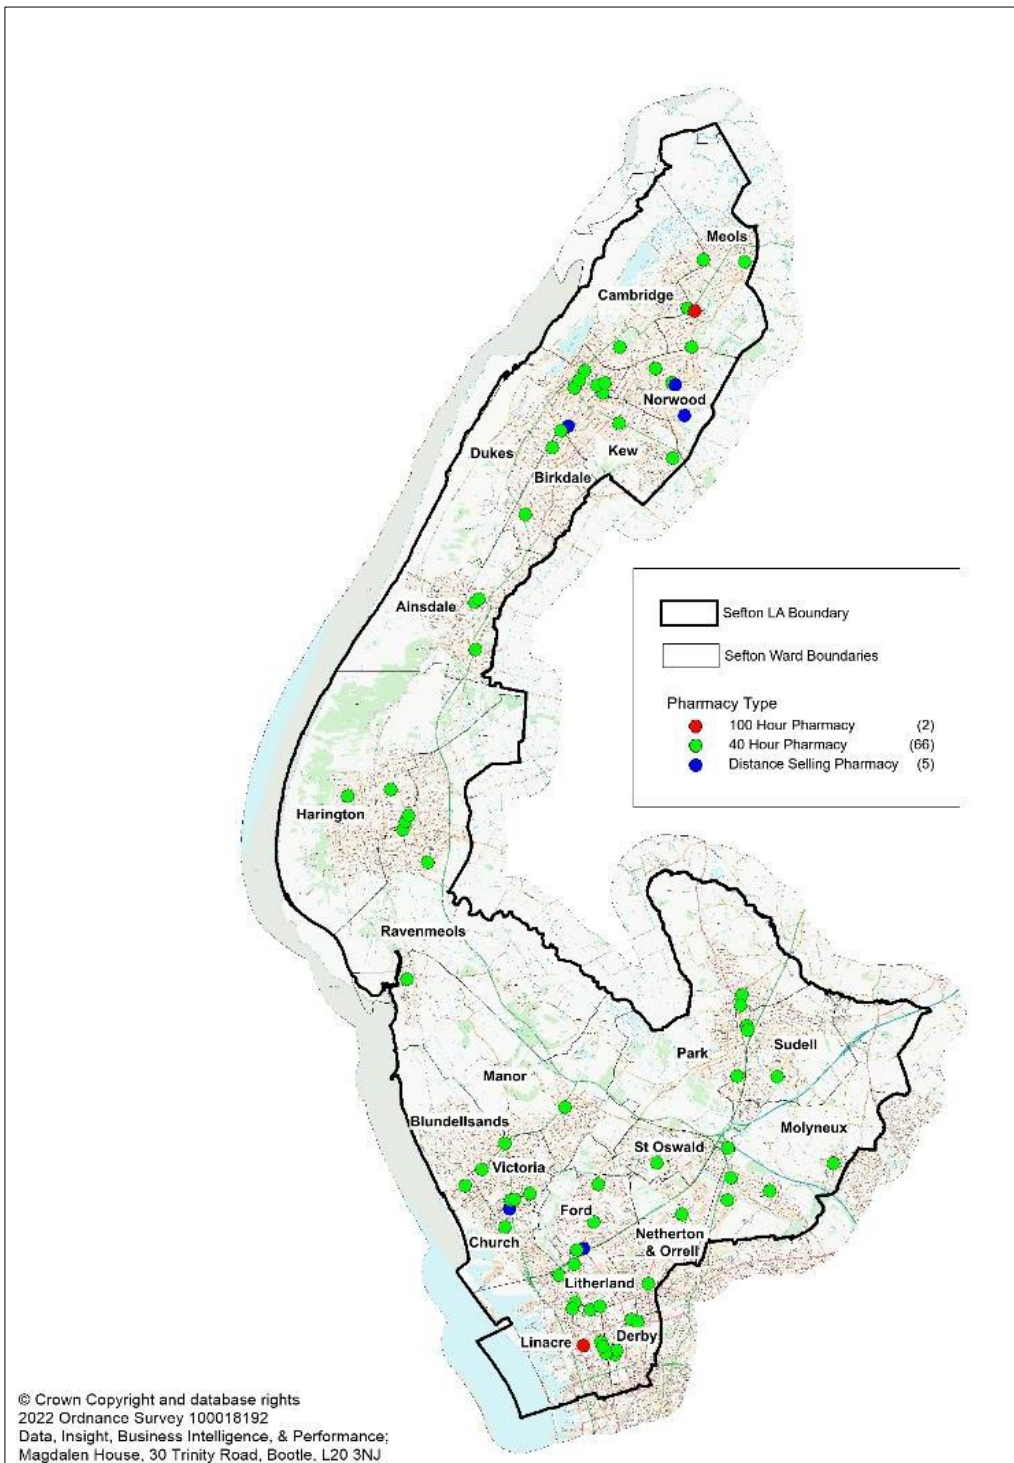 Meols
Cambridge
Norwood
Dukes
Kew
Birkdale
Ainsdale
Sefton LA Boundary
Sefton Ward Boundaries
Pharmacy Type
100 Hour Pharmacy (2)
40 Hour Pharmacy (66)
Distance Selling Pharmacy (5)
Harington
Ravenmeols
Park
Sudell
Manor
Blundellsands
Molyneux
St Oswald
Victoria
Ford
Church
Netherton
& Orrell
Litherland
Linacre
Derby
© Crown Copyright and database rights
2022 Ordnance Survey 100018192
Data, Insight, Business Intelligence, & Performance;
Magdalen House, 30 Trinity Road, Bootle, L20 3NJ